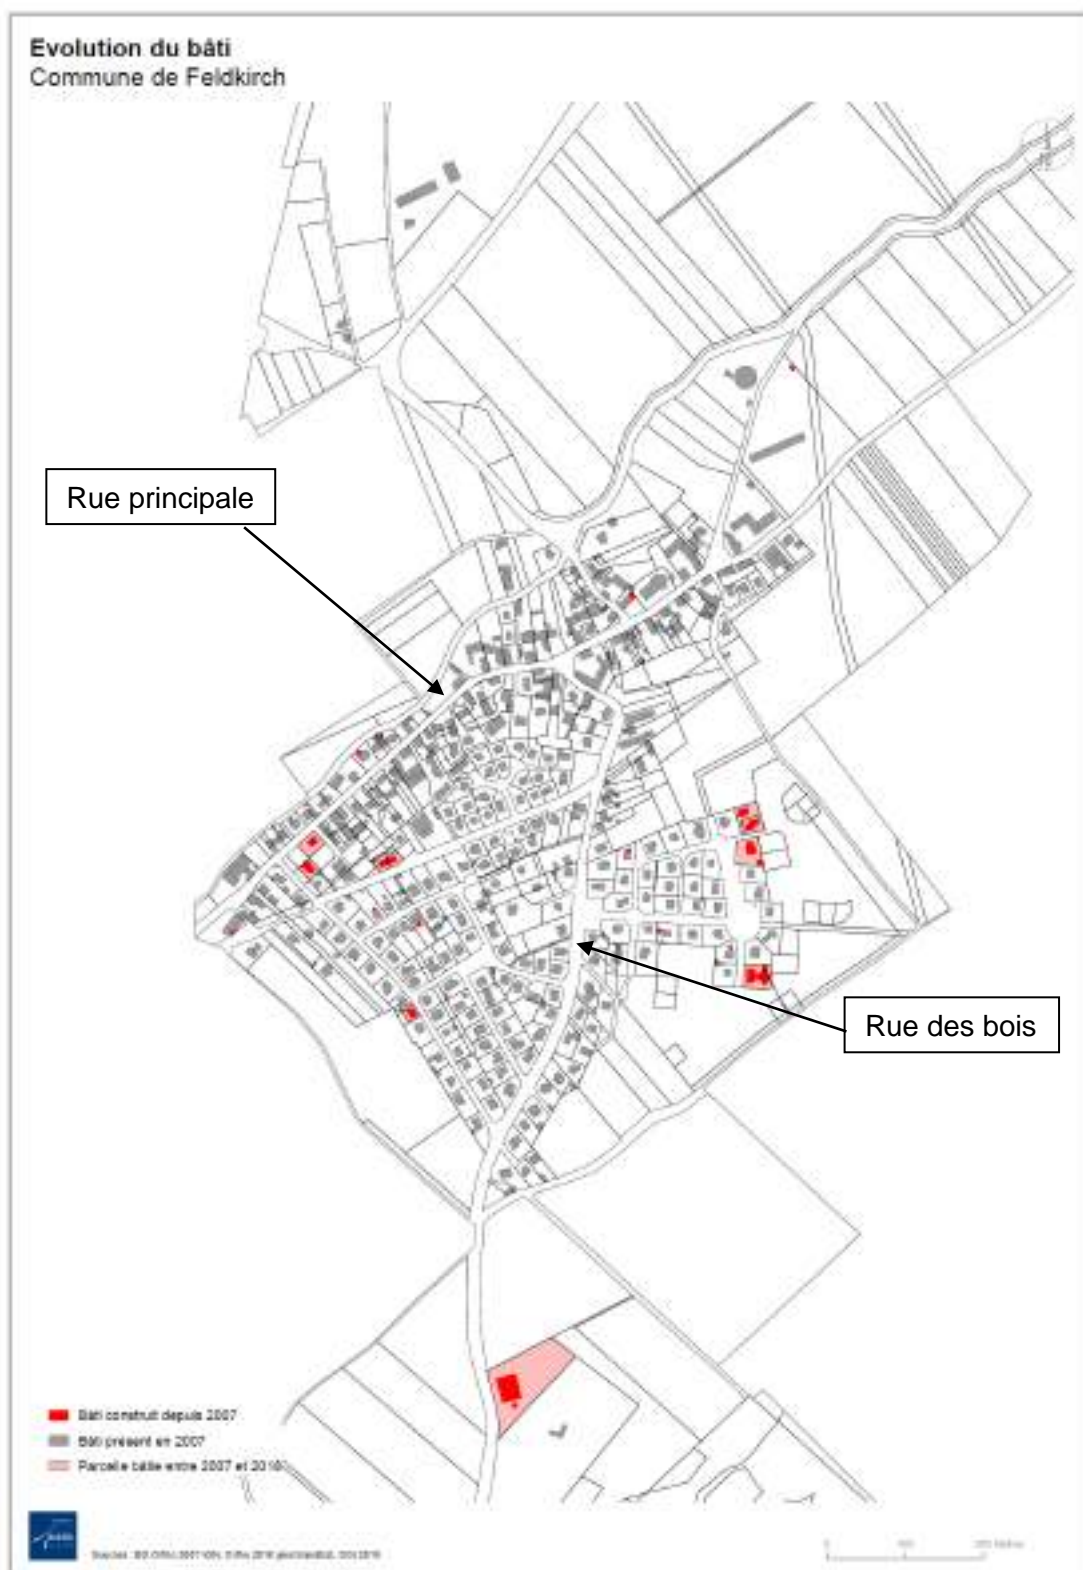 Evolution du bâti
Commune de Feldkirch
Rue principale
Rue des bois
Bâti construit depuis 2007
Bâti présent en 2007
Parcelle bâtie entre 2007 et 2016